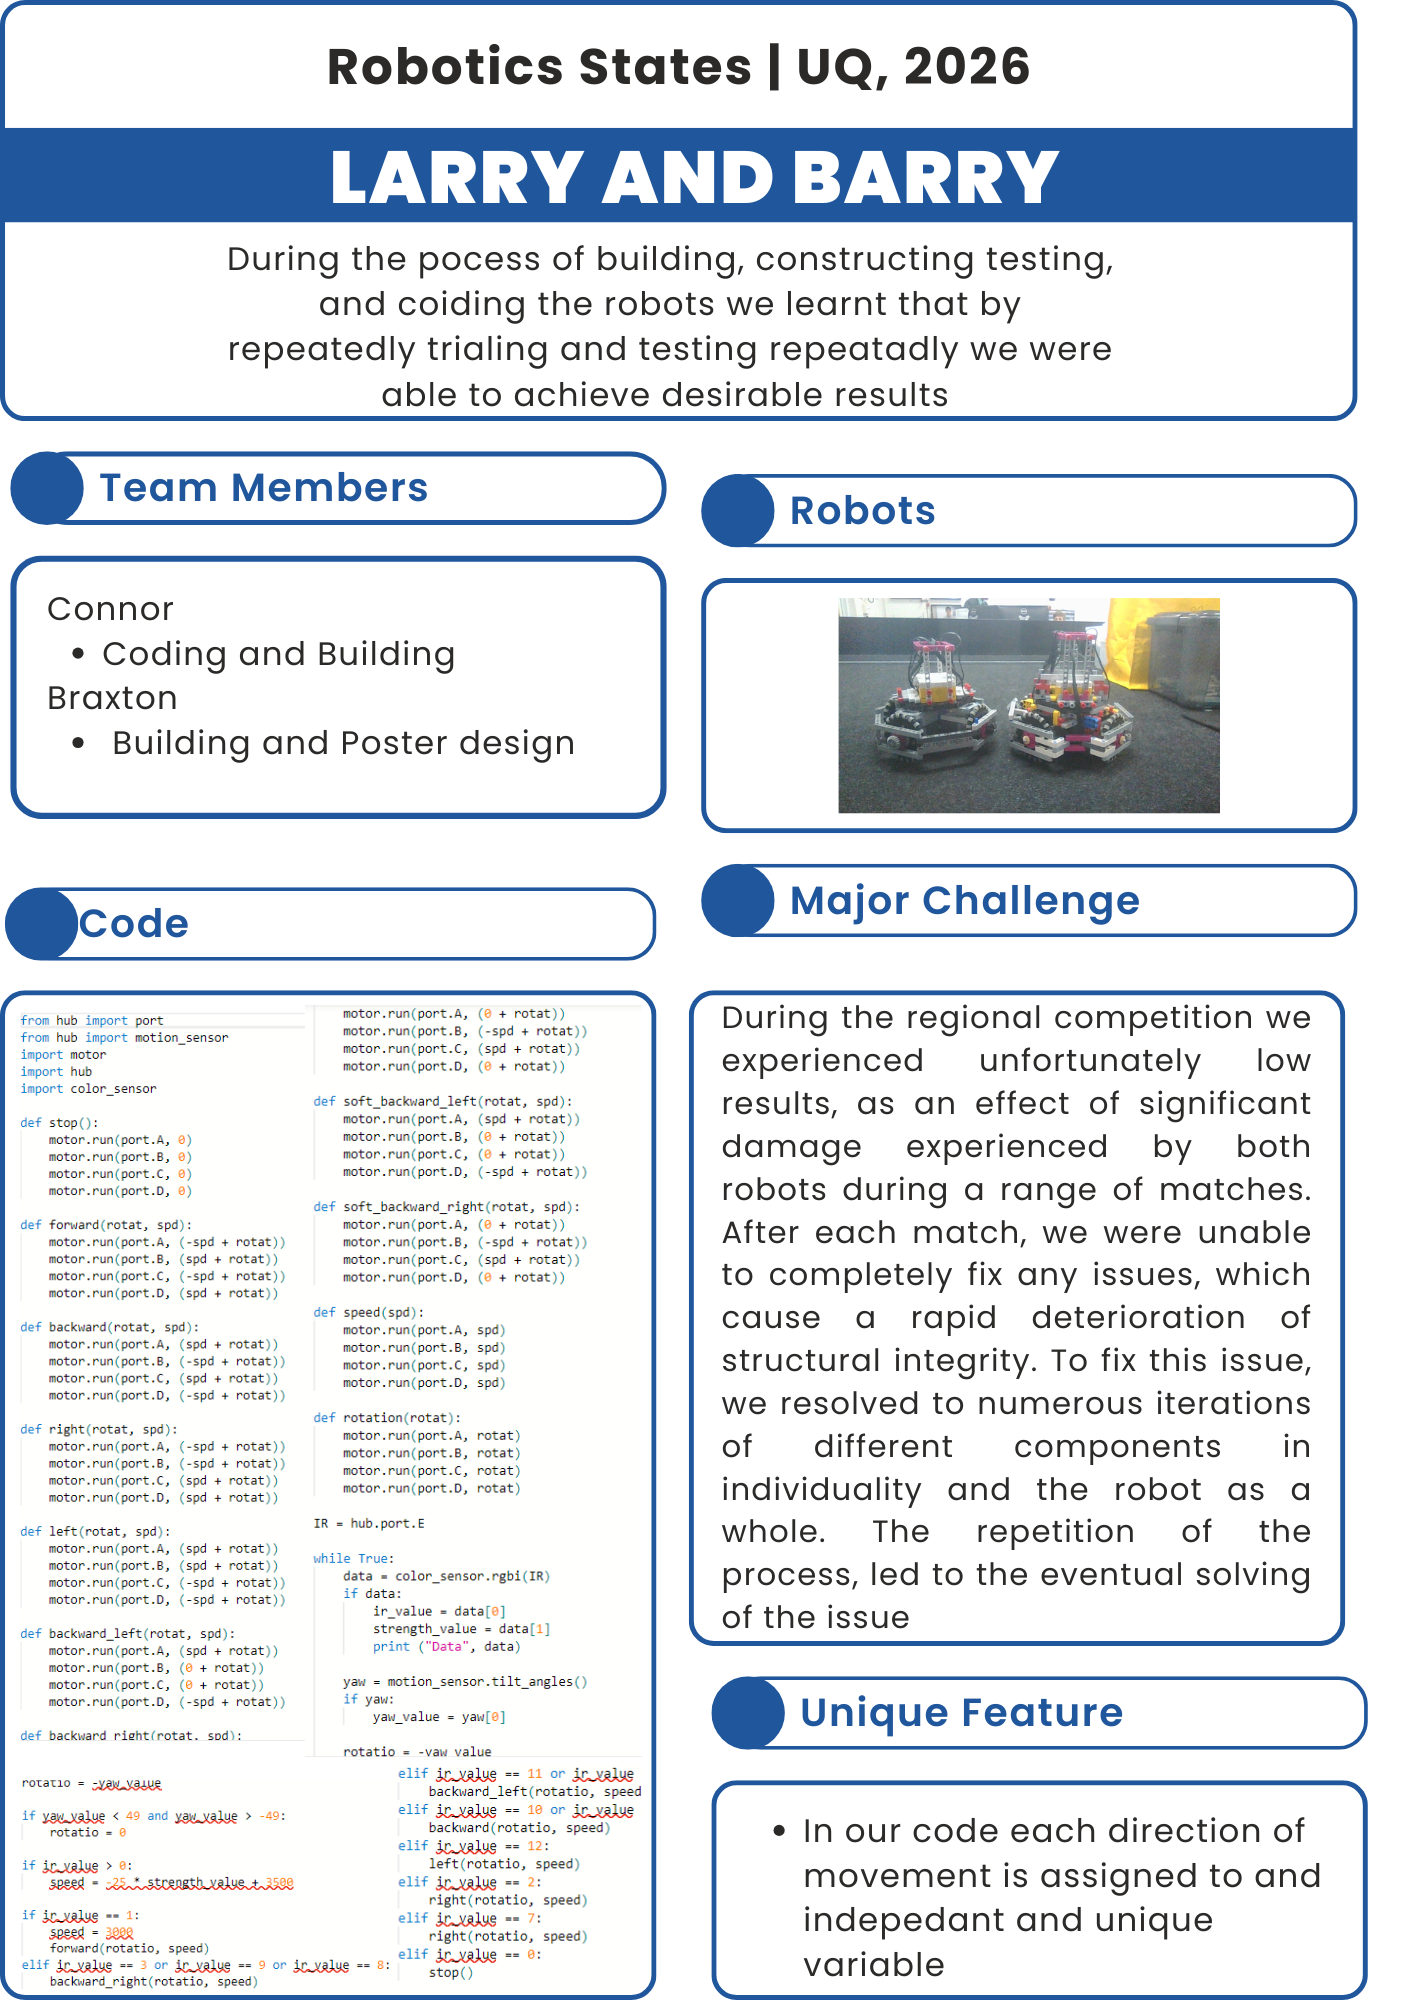 Robotics States | UQ, 2026
LARRY AND BARRY
During the pocess of building, constructing testing,
and coiding the robots we learnt that by
repeatedly trialing and testing repeatadly we were
able to achieve desirable results
Team Members
Connor
• Coding and Building
Braxton
• Building and Poster design
Code
from hub import port
from hub import motion_sensor
import motor
import hub
import color_sensor
def stop():
motor.run(port.A, 0)
motor.run(port.B, 0)
motor.run(port.C, 0)
motor.run(port.D, 0)
def forward(rotat, spd):
motor.run(port.A, (-spd + rotat))
motor.run(port.B, (spd + rotat))
motor.run(port.C, (-spd + rotat))
motor.run(port.D, (spd + rotat))
def backward(rotat, spd):
motor.run(port.A, (spd + rotat))
motor.run(port.B, (-spd + rotat))
motor.run(port.C, (spd + rotat))
motor.run(port.D, (-spd + rotat))
def right(rotat, spd):
motor.run(port.A, (-spd + rotat))
motor.run(port.B, (-spd + rotat))
motor.run(port.C, (spd + rotat))
motor.run(port.D, (spd + rotat))
def left(rotat, spd):
motor.run(port.A, (spd + rotat))
motor.run(port.B, (spd + rotat))
motor.run(port.C, (-spd + rotat))
motor.run(port.D, (-spd + rotat))
def backward_left(rotat, spd):
motor.run(port.A, (spd + rotat))
motor.run(port.B, (0 + rotat))
motor.run(port.C, (0 + rotat))
motor.run(port.D, (-spd + rotat))
def backward_right(rotat, spd):
motor.run(port.A, (0 + rotat))
motor.run(port.B, (-spd + rotat))
motor.run(port.C, (spd + rotat))
motor.run(port.D, (0 + rotat))
def soft_backward_left(rotat, spd):
motor.run(port.A, (spd + rotat))
motor.run(port.B, (0 + rotat))
motor.run(port.C, (0 + rotat))
motor.run(port.D, (-spd + rotat))
def soft_backward_right(rotat, spd):
motor.run(port.A, (0 + rotat))
motor.run(port.B, (-spd + rotat))
motor.run(port.C, (spd + rotat))
motor.run(port.D, (0 + rotat))
def speed(spd):
motor.run(port.A, spd)
motor.run(port.B, spd)
motor.run(port.C, spd)
motor.run(port.D, spd)
def rotation(rotat):
motor.run(port.A, rotat)
motor.run(port.B, rotat)
motor.run(port.C, rotat)
motor.run(port.D, rotat)
IR = hub.port.E
while True:
data = color_sensor.rgbi(IR)
if data:
ir_value = data[0]
strength_value = data[1]
print ("Data", data)
yaw = motion_sensor.tilt_angles()
if yaw:
yaw_value = yaw[0]
rotatio = -yaw_value
rotatio = -yaw_value
if yaw_value < 49 and yaw_value > -49:
rotatio = 0
if ir_value > 0:
speed = -25 * strength_value + 3500
if ir_value == 1:
speed = 3000
forward(rotatio, speed)
elif ir_value == 3 or ir_value == 9 or ir_value == 8:
backward_right(rotatio, speed)
elif ir_value == 11 or ir_value
backward_left(rotatio, speed
elif ir_value == 10 or ir_value
backward(rotatio, speed)
elif ir_value == 12:
left(rotatio, speed)
elif ir_value == 2:
right(rotatio, speed)
elif ir_value == 7:
right(rotatio, speed)
elif ir_value == 0:
stop()
Robots
Major Challenge
During the regional competition we
experienced unfortunately low
results, as an effect of significant
damage experienced by both
robots during a range of matches.
After each match, we were unable
to completely fix any issues, which
cause a rapid deterioration of
structural integrity. To fix this issue,
we resolved to numerous iterations
of different components in
individuality and the robot as a
whole. The repetition of the
process, led to the eventual solving
of the issue
Unique Feature
• In our code each direction of
movement is assigned to and
indepedant and unique
variable